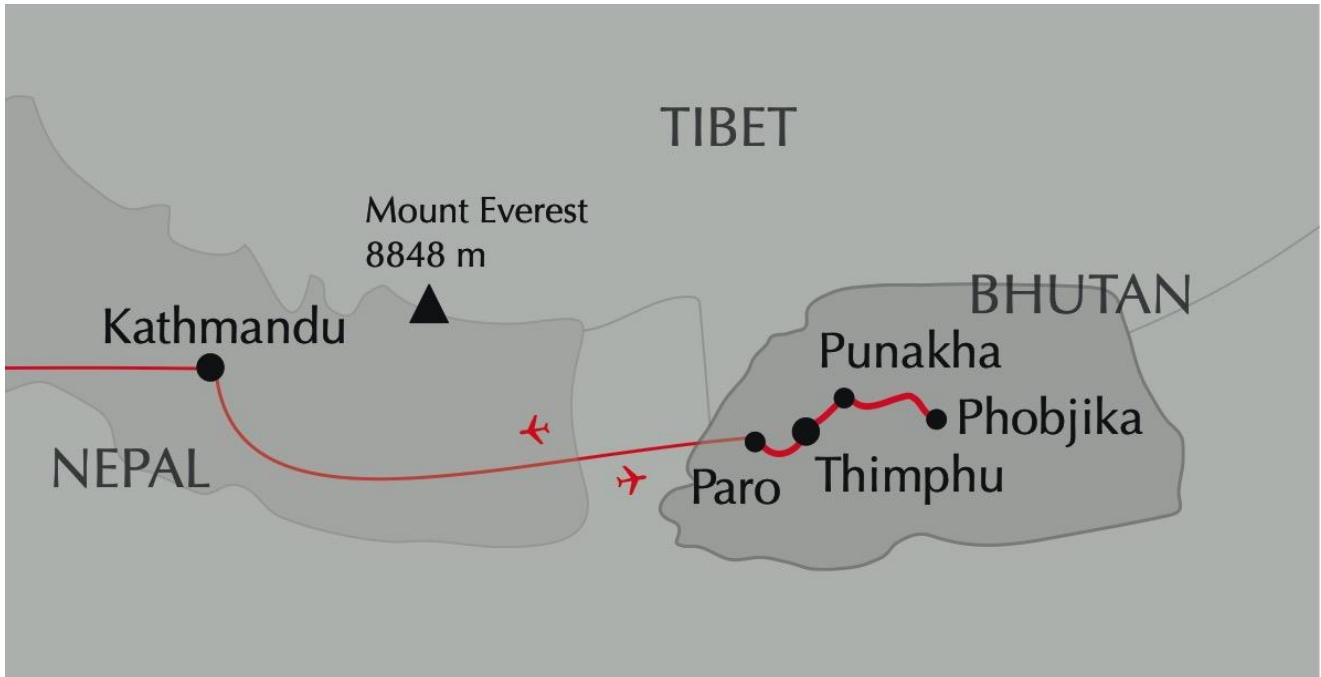 TIBET
Mount Everest
8848 m
BHUTAN
Kathmandu
Punakha
Phobjika
NEPAL
Paro
Thimphu